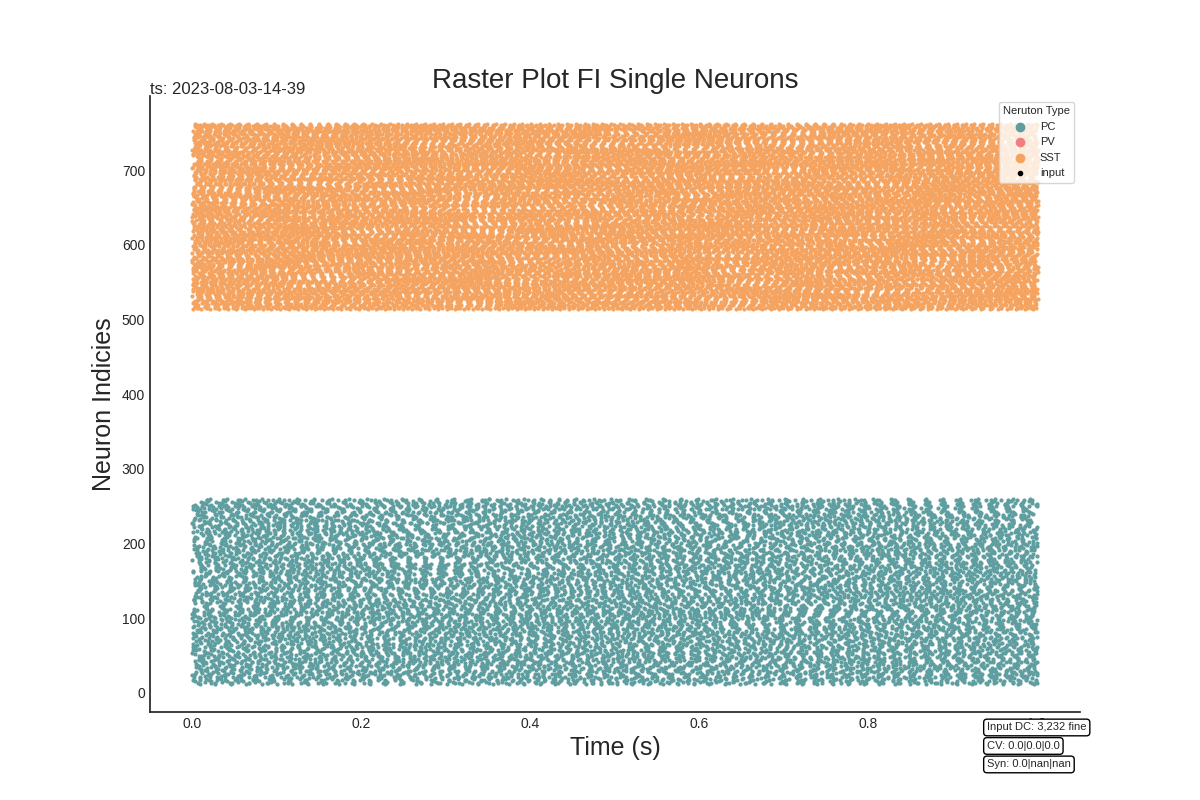 Raster Plot FI Single Neurons
ts: 2023-08-03-14-39
Neruton Type
PC
PV
SST
input
Neuron Indicies
700
600
500
400
300
200
100
0
0.0 0.2 0.4 0.6 0.8
Time (s)
Input DC: 3,232 fine
CV: 0.0|0.0|0.0
Syn: 0.0|nan|nan